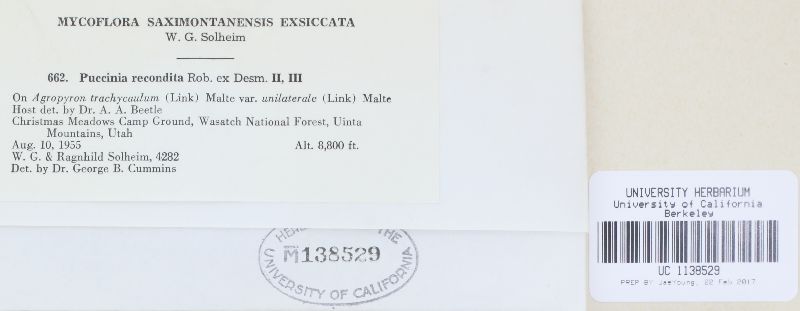 MYCOFLORA SAXIMONTANENSIS EXSICCATA
W. G. Solheim
662. Puccinia recondita Rob. ex Desm. II, III
On Agropyron trachycaulum (Link) Malte var. unilaterale (Link) Malte
Host det. by Dr. A. A. Beetle
Christmas Meadows Camp Ground, Wasatch National Forest, Uinta
Mountains, Utah
Aug. 10, 1955 Alt. 8,800 ft.
W. G. & Ragnhild Solheim, 4282
Det. by Dr. George B. Cummins
THE
M138529
UNIVERSITY OF CALIFORNIA
UNIVERSITY HERBARIUM
University of California
Berkeley
UC 1138529
PREP BY JaeYoung, 22 Feb 2017